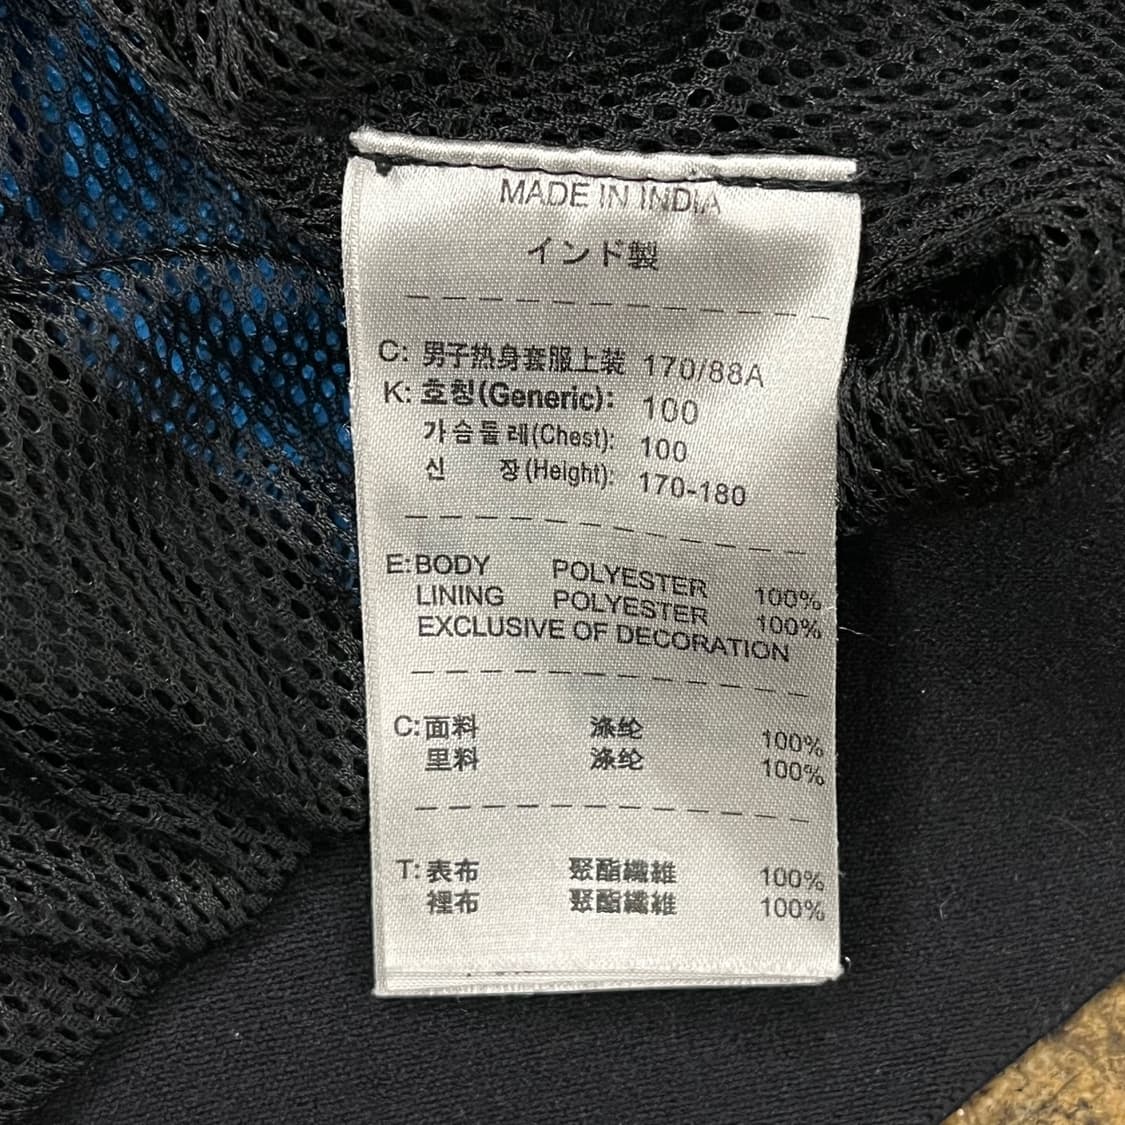 MADE IN INDIA
インド製
C: 男子热身套服上装 170/88A
K: 호칭(Generic): 100
가슴둘레(Chest): 100
신 장(Height): 170-180
E: BODY POLYESTER 100%
LINING POLYESTER 100%
EXCLUSIVE OF DECORATION
C: 面料 涤纶 100%
里料 涤纶 100%
T: 表布 聚酯纖維 100%
裡布 聚酯纖維 100%